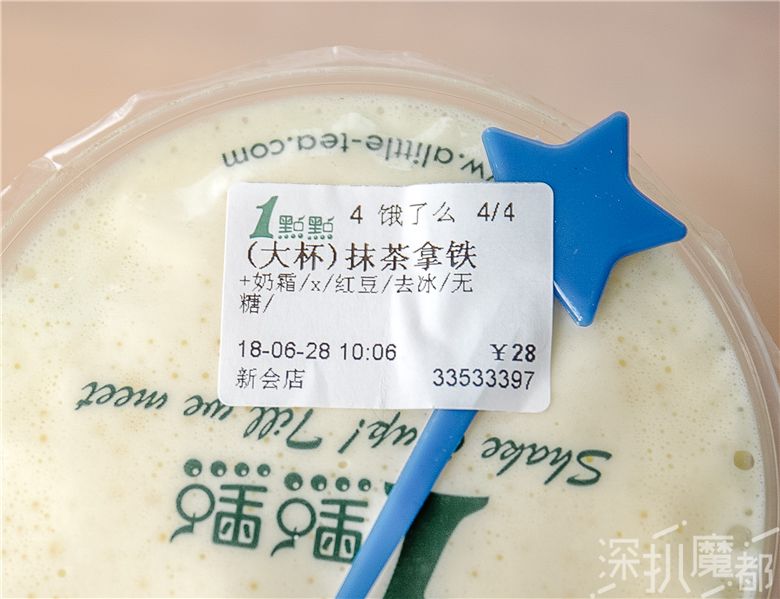 www.alittle-tea.com
1點點 4 饿了么 4/4
(大杯)抹茶拿铁
+奶霜/x/红豆/去冰/无
糖/
18-06-28 10:06 ￥28
新会店 33533397
Shake up! Till we meet
1點點
深扒魔都